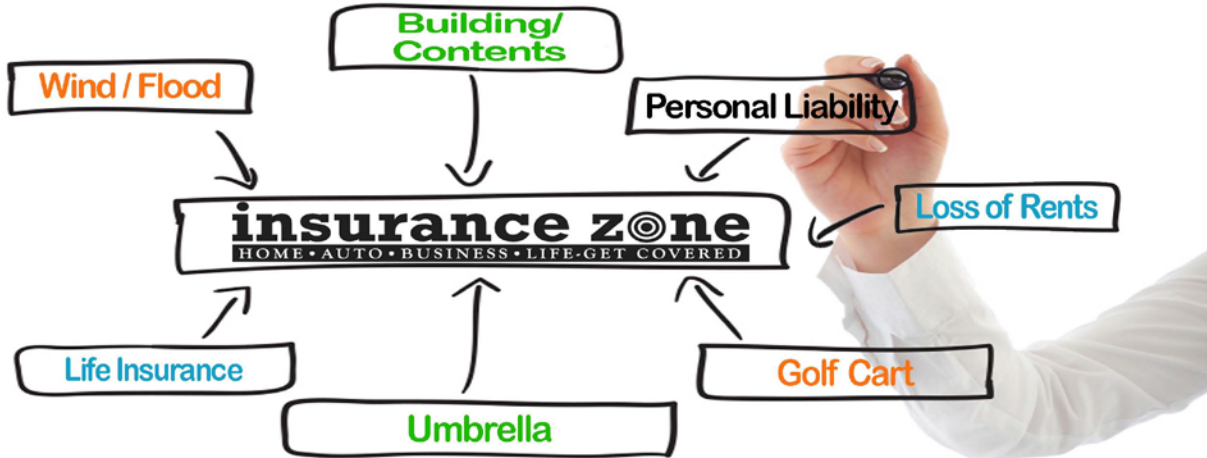 Building/
Contents
Wind / Flood
Personal Liability
Loss of Rents
insurance zone
HOME • AUTO • BUSINESS • LIFE-GET COVERED
Life Insurance
Golf Cart
Umbrella